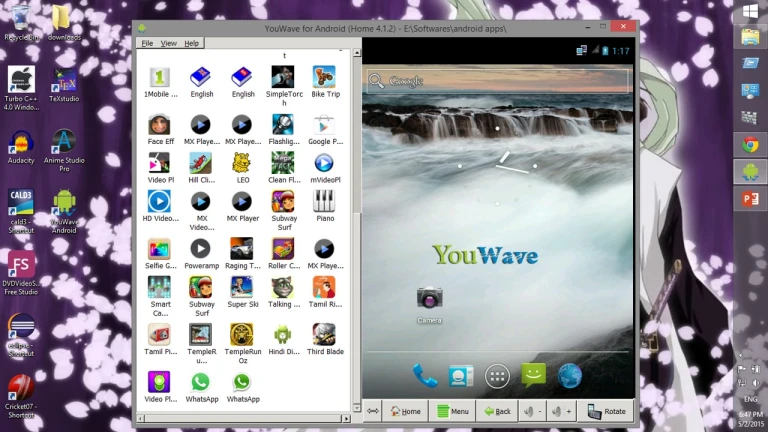 Recycle Bin
downloads
Turbo C++
4.0 Windo...
TeXstudio
Audacity
Anime Studio
Pro
cald3 -
Shortcut
YouWave
Android
DVDVideoS...
Free Studio
eclipse -
Shortcut
Cricket07 -
Shortcut
YouWave for Android (Home 4.1.2) - E:\Softwares\android apps\
File View Help
t
1Mobile ... English English SimpleTorc
h
Bike Trip
Face Eff MX Playe... MX Playe... Flashlig... Google P...
Video Pl Hill Cli... LEO Clean Fl... mVideoPl
HD Video... MX
Video...
MX Player Subway
Surf
Piano
Selfie G... Poweramp Raging T... Roller C... MX Playe...
Smart
Ca...
Subway
Surf
Super Ski Talking ... Tamil Ri...
Tamil Pi... TempleR
u...
TempleRun
Oz
Hindi Di... Third Blade
Video Pl... WhatsApp WhatsApp
1:17
Google
YouWave
Camera
Home Menu Back - + Rotate
CALD3
FS
ENG
6:47 PM
5/2/2015